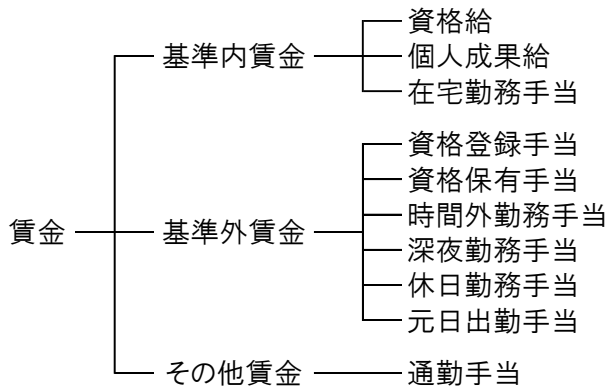 賃金
基準内賃金
資格給
個人成果給
在宅勤務手当
基準外賃金
資格登録手当
資格保有手当
時間外勤務手当
深夜勤務手当
休日勤務手当
元日出勤手当
その他賃金
通勤手当